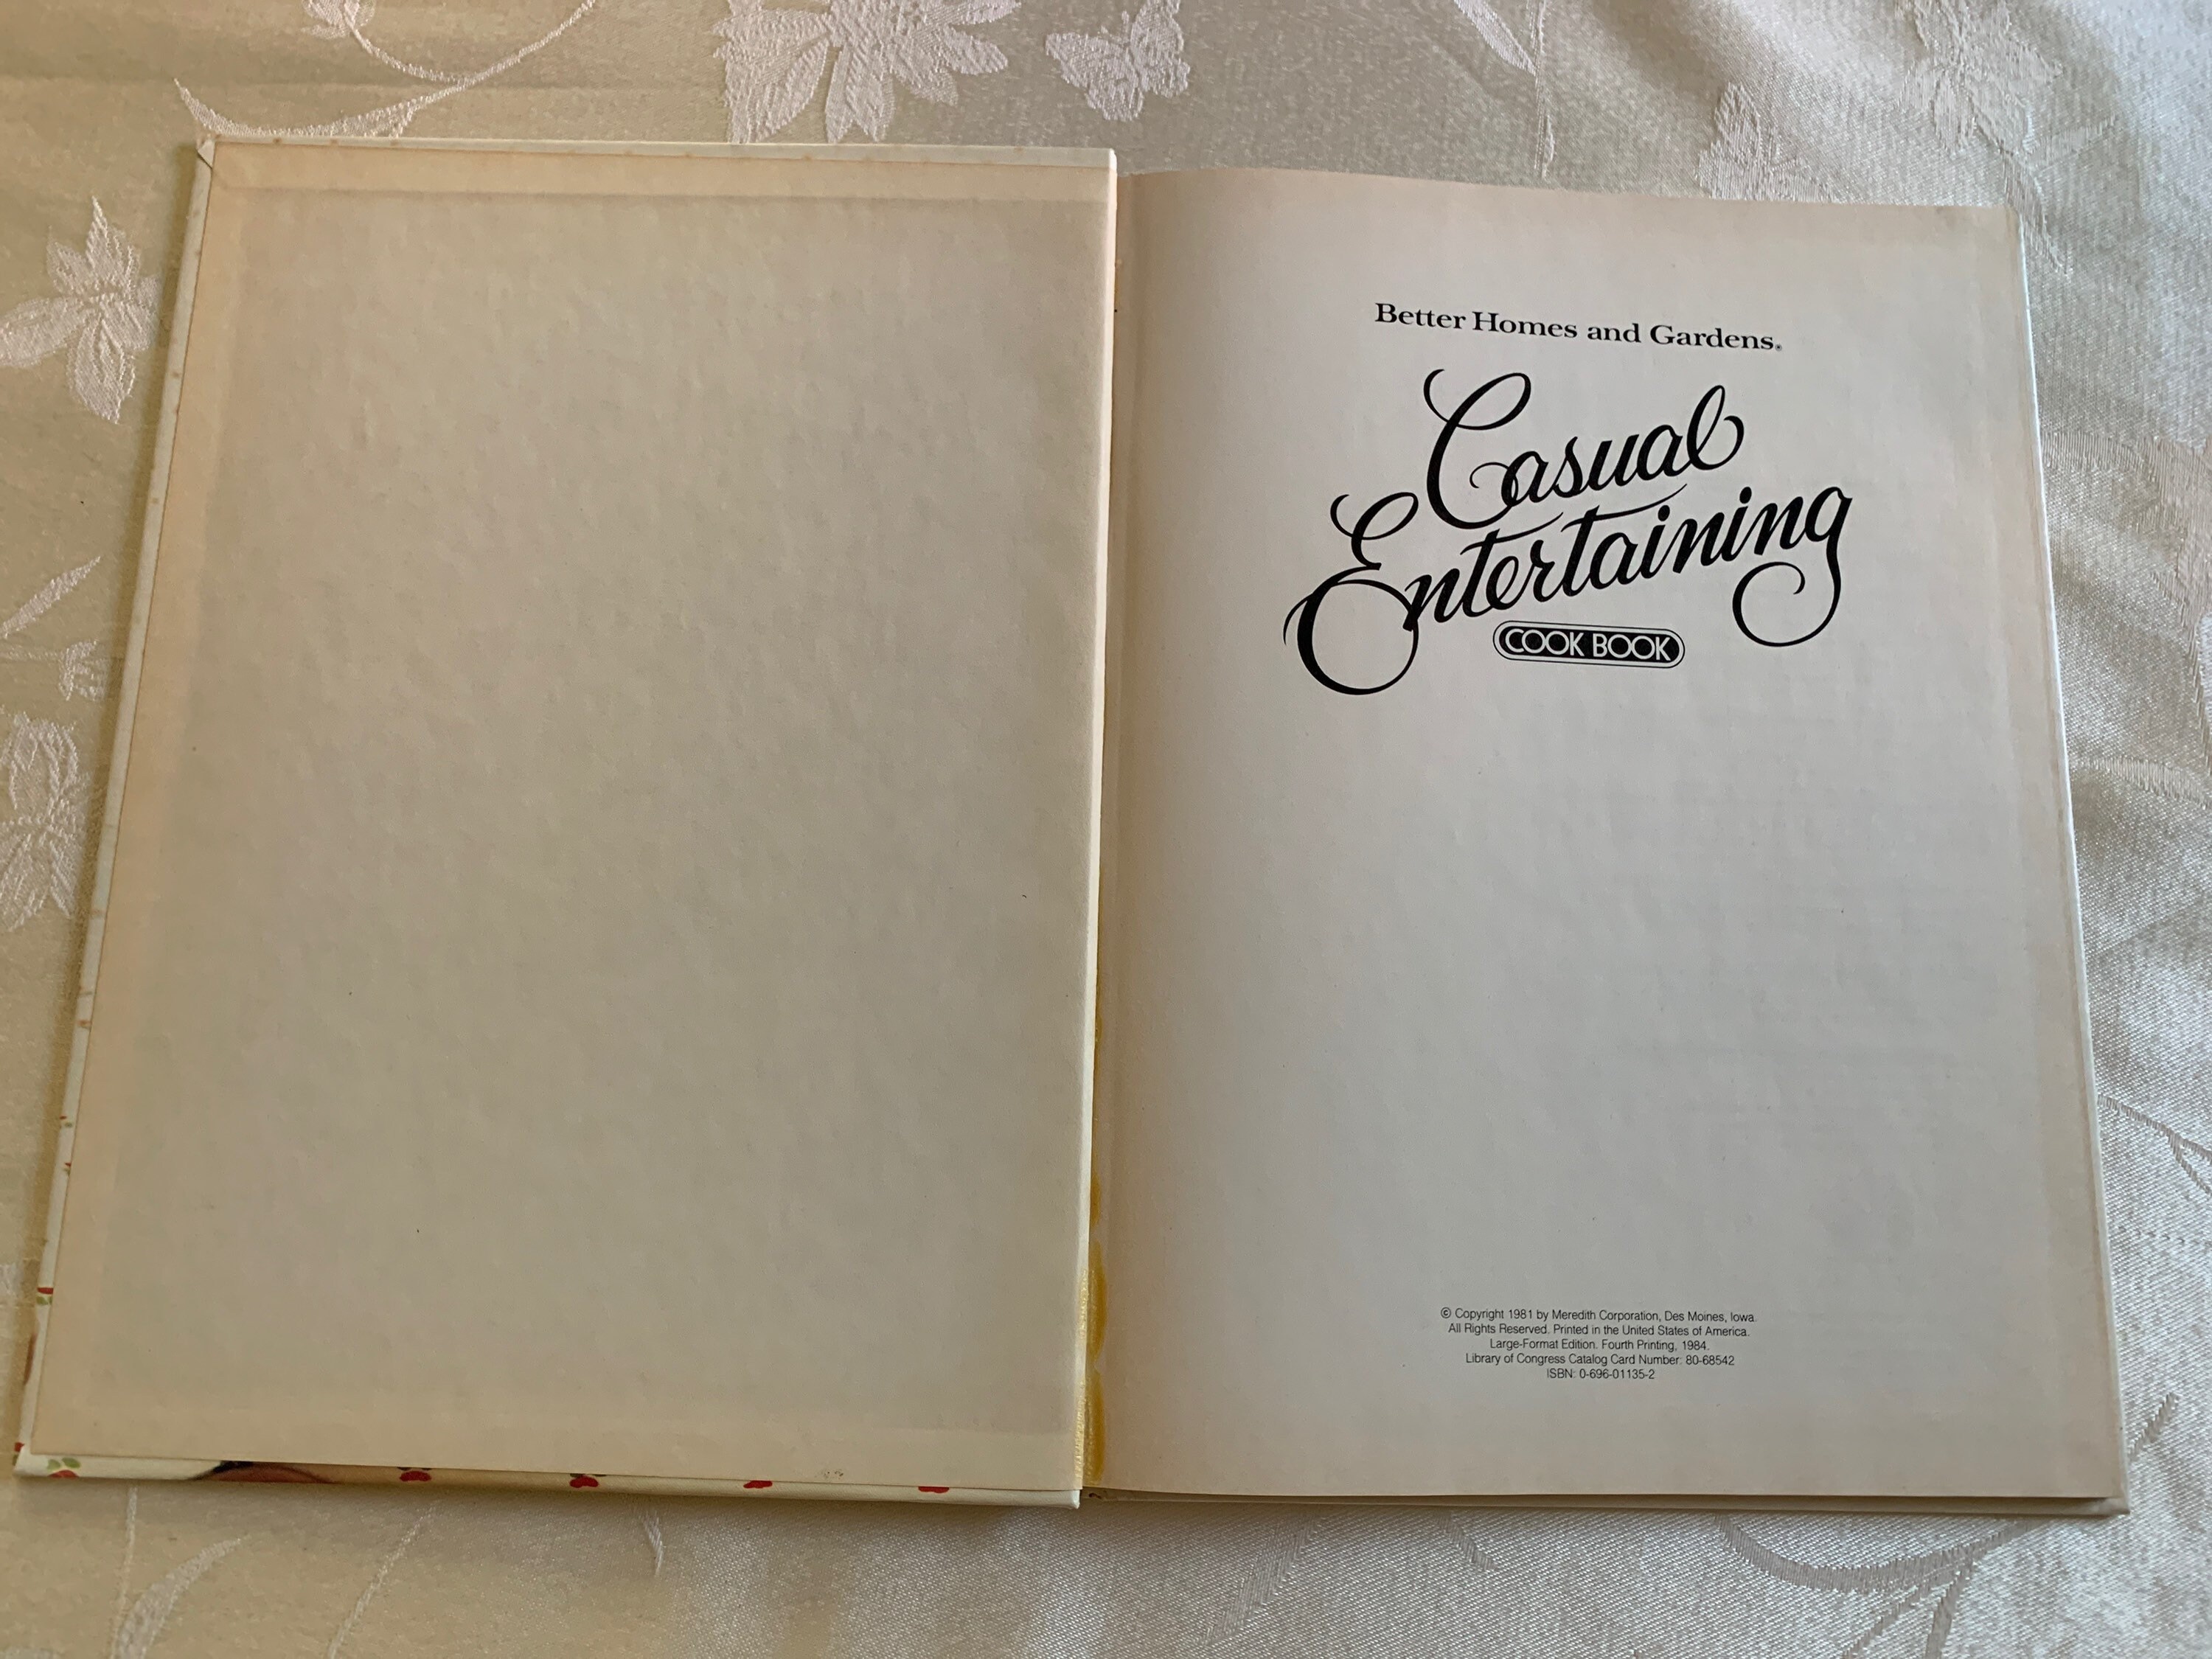 Better Homes and Gardens®
Casual
Entertaining
COOK BOOK
© Copyright 1981 by Meredith Corporation, Des Moines, Iowa.
All Rights Reserved. Printed in the United States of America.
Large-Format Edition. Fourth Printing, 1984.
Library of Congress Catalog Card Number: 80-68542
ISBN: 0-696-01135-2